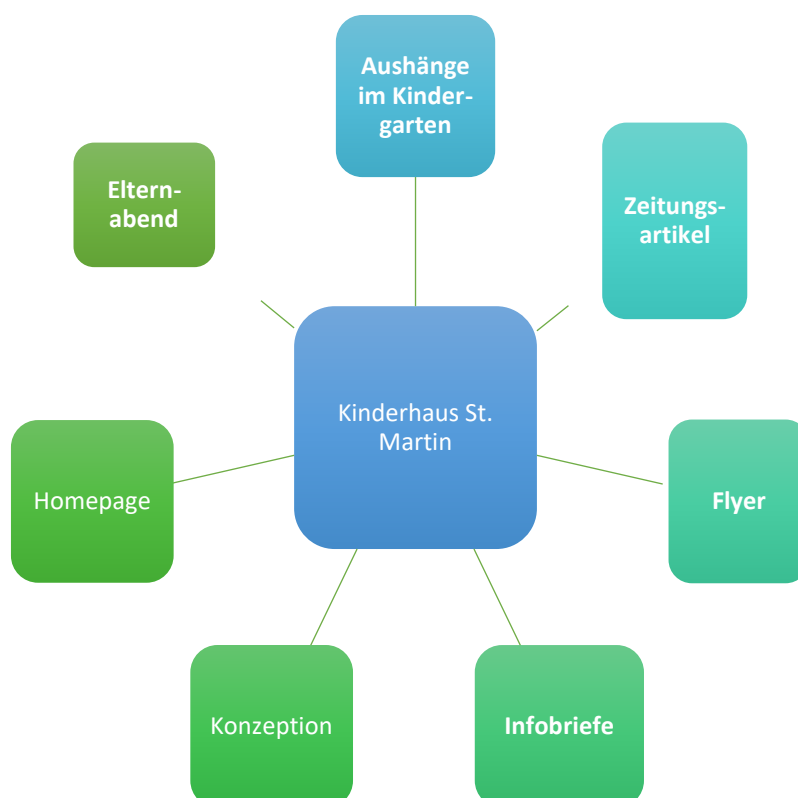 Aushänge
im Kinder-
garten
Eltern-
abend
Zeitungs-
artikel
Kinderhaus St.
Martin
Homepage
Flyer
Konzeption
Infobriefe